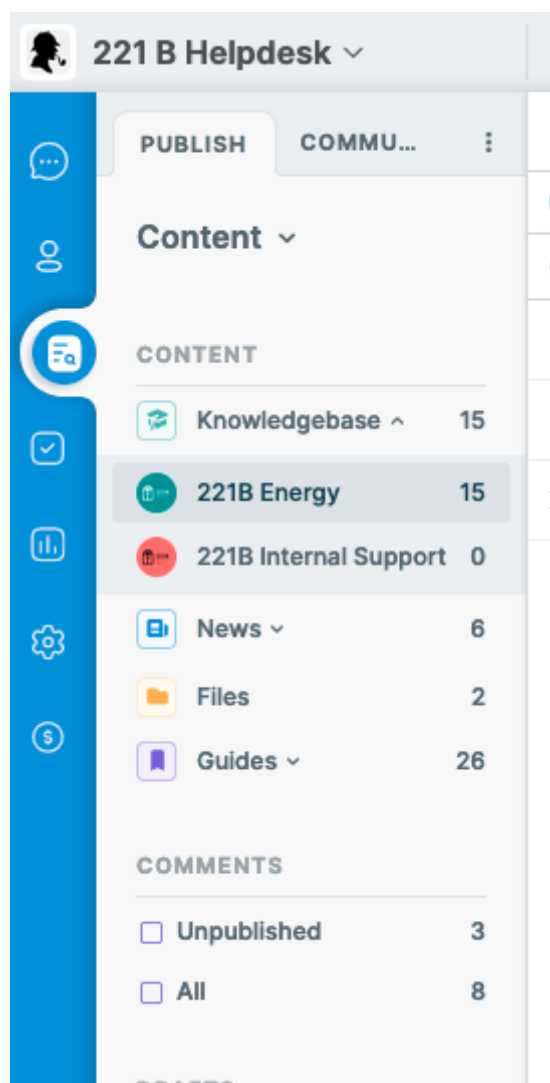 221 B Helpdesk
PUBLISH COMMU...
Content
CONTENT
Knowledgebase 15
221B Energy 15
221B Internal Support 0
News 6
Files 2
Guides 26
COMMENTS
Unpublished 3
All 8